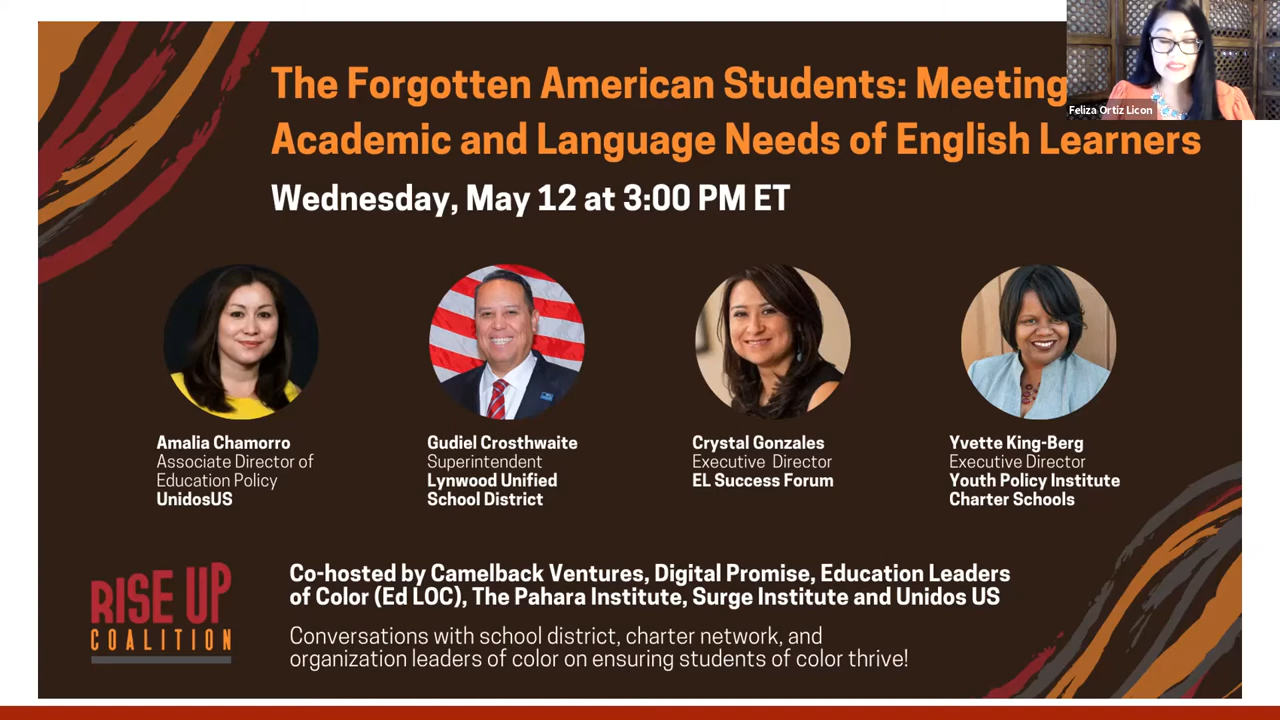 The Forgotten American Students: Meeting
Academic and Language Needs of English Learners
Wednesday, May 12 at 3:00 PM ET
Feliza Ortiz Licon
Amalia Chamorro
Associate Director of
Education Policy
UnidosUS
Gudiel Crosthwaite
Superintendent
Lynwood Unified
School District
Crystal Gonzales
Executive Director
EL Success Forum
Yvette King-Berg
Executive Director
Youth Policy Institute
Charter Schools
RISE UP
COALITION
Co-hosted by Camelback Ventures, Digital Promise, Education Leaders
of Color (Ed LOC), The Pahara Institute, Surge Institute and Unidos US
Conversations with school district, charter network, and
organization leaders of color on ensuring students of color thrive!